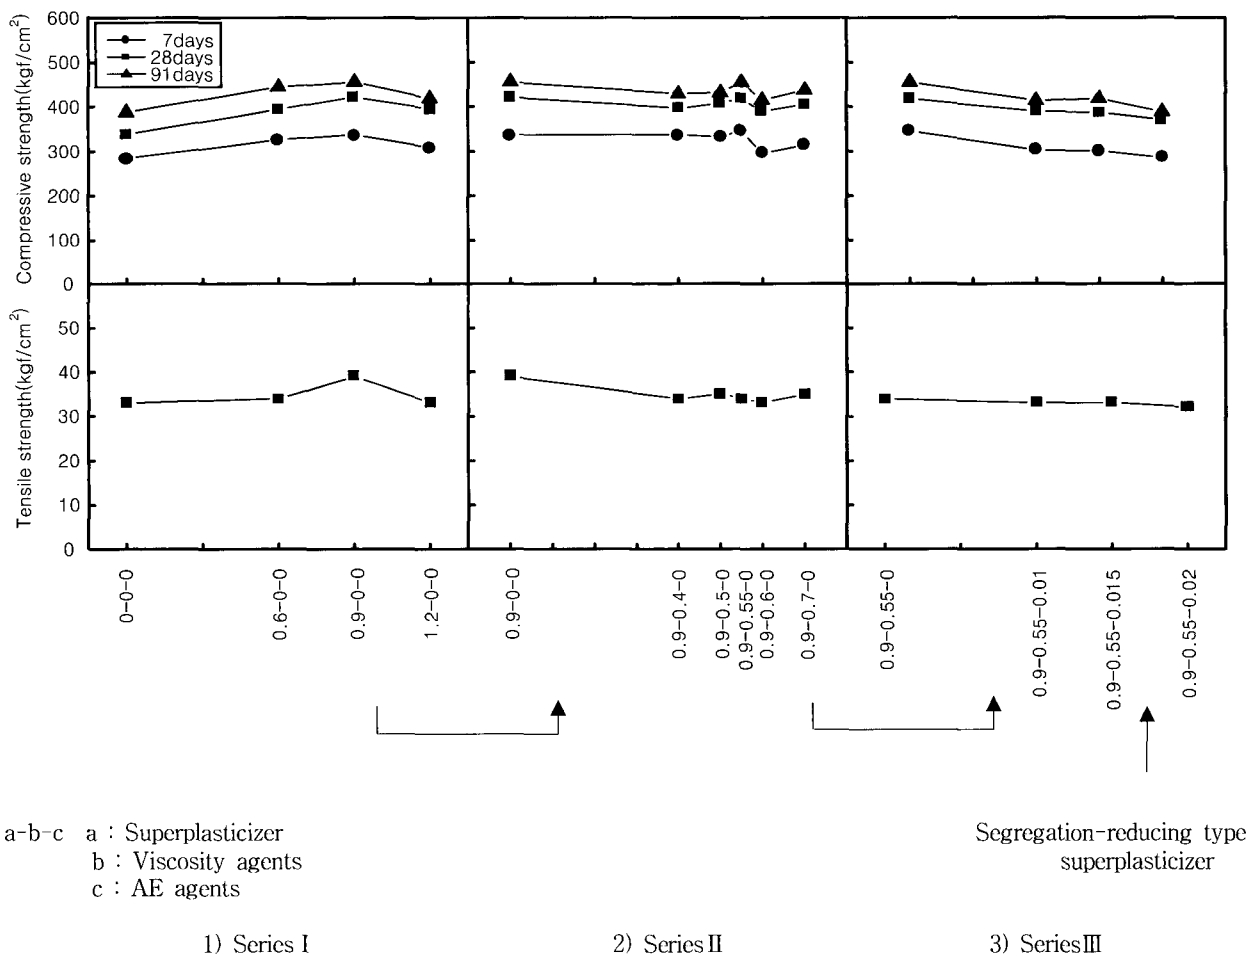 Compressive strength(kgf/cm²)
600
500
400
300
200
100
0
7days
28days
91days
Tensile strength(kgf/cm²)
50
40
30
20
10
0
0-0-0
0.6-0-0
0.9-0-0
1.2-0-0
0.9-0-0
0.9-0.4-0
0.9-0.5-0
0.9-0.55-0
0.9-0.6-0
0.9-0.7-0
0.9-0.55-0
0.9-0.55-0.01
0.9-0.55-0.015
0.9-0.55-0.02
a-b-c a : Superplasticizer
b : Viscosity agents
c : AE agents
Segregation-reducing type
superplasticizer
1) Series Ⅰ
2) Series Ⅱ
3) Series Ⅲ